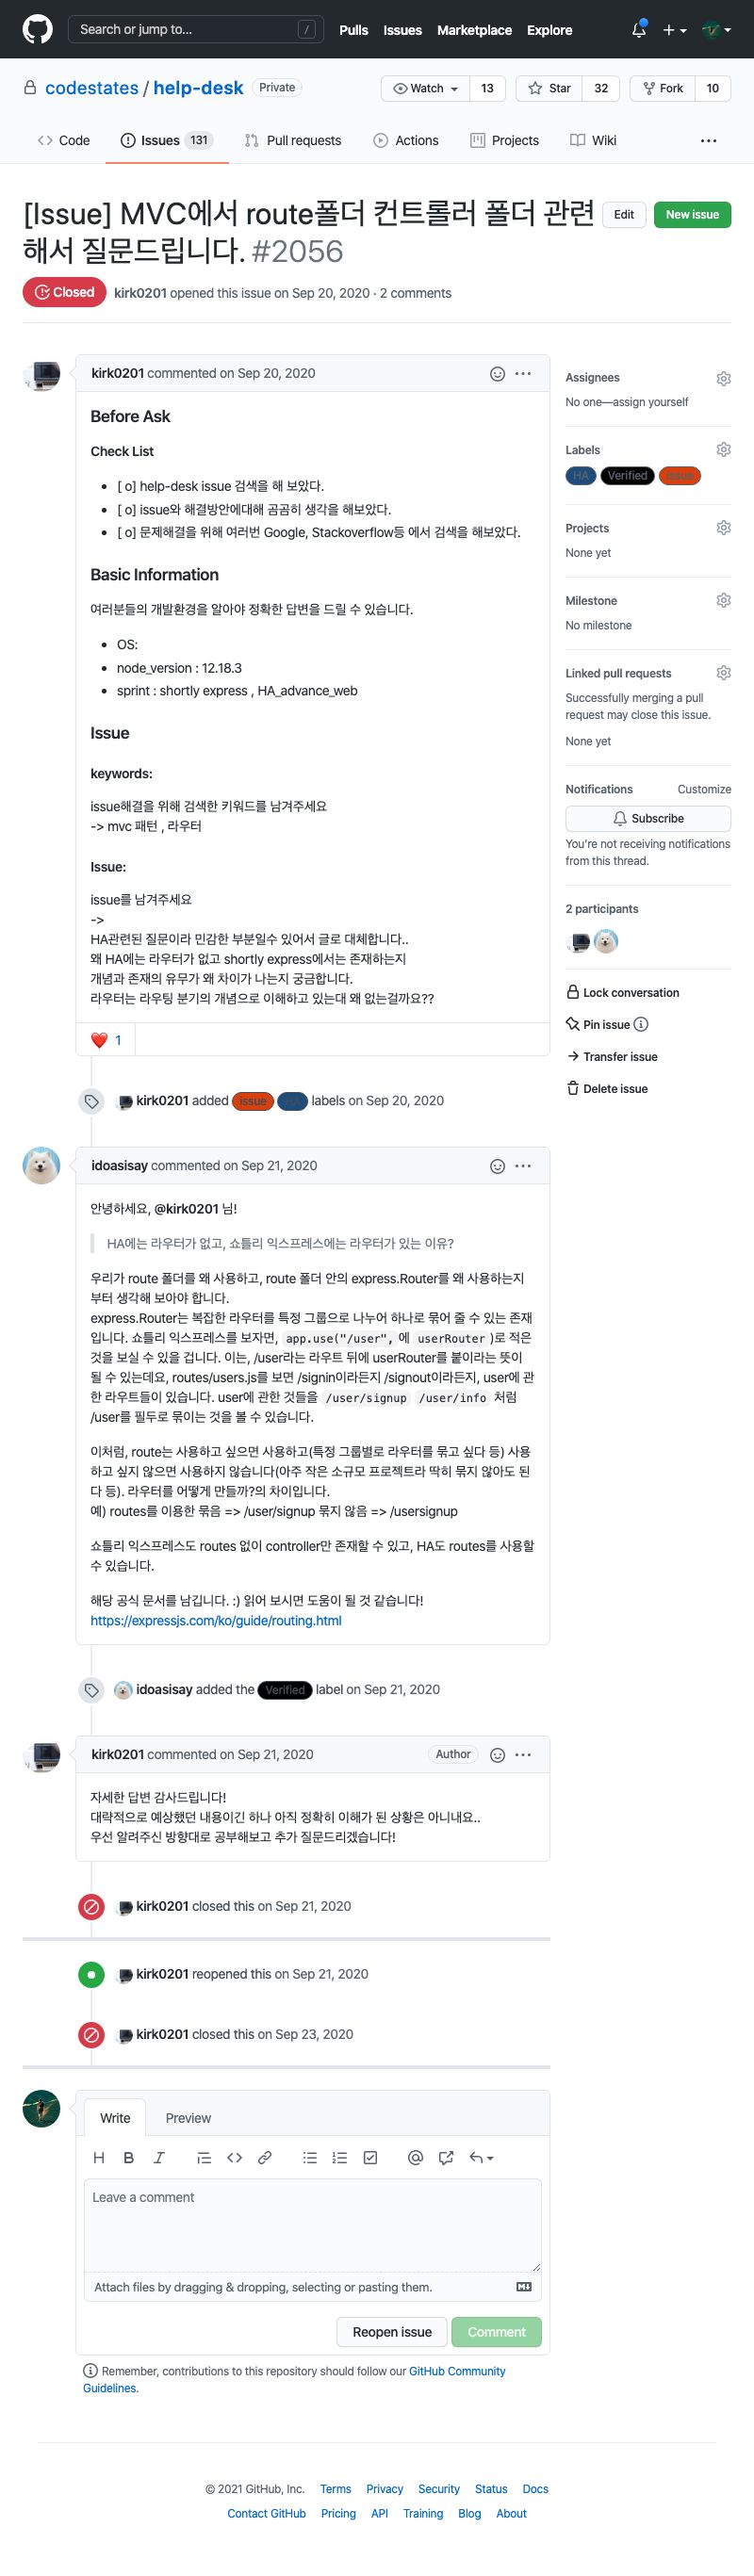 Search or jump to... /
Pulls Issues Marketplace Explore
codestates / help-desk Private
Watch 13 Star 32 Fork 10
Code Issues 131 Pull requests Actions Projects Wiki
[Issue] MVC에서 route폴더 컨트롤러 폴더 관련
해서 질문드립니다. #2056
Edit New issue
Closed kirk0201 opened this issue on Sep 20, 2020 · 2 comments
kirk0201 commented on Sep 20, 2020
Before Ask
Check List
[ o] help-desk issue 검색을 해 보았다.
[ o] issue와 해결방안에대해 곰곰히 생각을 해보았다.
[ o] 문제해결을 위해 여러번 Google, Stackoverflow등 에서 검색을 해보았다.
Basic Information
여러분들의 개발환경을 알아야 정확한 답변을 드릴 수 있습니다.
OS:
node_version : 12.18.3
sprint : shortly express , HA_advance_web
Issue
keywords:
issue해결을 위해 검색한 키워드를 남겨주세요
-> mvc 패턴 , 라우터
Issue:
issue를 남겨주세요
->
HA관련된 질문이라 민감한 부분일수 있어서 글로 대체합니다..
왜 HA에는 라우터가 없고 shortly express에서는 존재하는지
개념과 존재의 유무가 왜 차이가 나는지 궁금합니다.
라우터는 라우팅 분기의 개념으로 이해하고 있는대 왜 없는걸까요??
❤️ 1
kirk0201 added issue HA labels on Sep 20, 2020
idoasisay commented on Sep 21, 2020
안녕하세요, @kirk0201 님!
HA에는 라우터가 없고, 쇼틀리 익스프레스에는 라우터가 있는 이유?
우리가 route 폴더를 왜 사용하고, route 폴더 안의 express.Router를 왜 사용하는지
부터 생각해 보아야 합니다.
express.Router는 복잡한 라우터를 특정 그룹으로 나누어 하나로 묶어 줄 수 있는 존재
입니다. 쇼틀리 익스프레스를 보자면, app.use("/user", 에 userRouter )로 적은
것을 보실 수 있을 겁니다. 이는, /user라는 라우트 뒤에 userRouter를 붙이라는 뜻이
될 수 있는데요, routes/users.js를 보면 /signin이라든지 /signout이라든지, user에 관
한 라우트들이 있습니다. user에 관한 것들을 /user/signup /user/info 처럼
/user를 필두로 묶이는 것을 볼 수 있습니다.
이처럼, route는 사용하고 싶으면 사용하고(특정 그룹별로 라우터를 묶고 싶다 등) 사용
하고 싶지 않으면 사용하지 않습니다(아주 작은 소규모 프로젝트라 딱히 묶지 않아도 된
다 등). 라우터를 어떻게 만들까?의 차이입니다.
예) routes를 이용한 묶음 => /user/signup 묶지 않음 => /usersignup
쇼틀리 익스프레스도 routes 없이 controller만 존재할 수 있고, HA도 routes를 사용할
수 있습니다.
해당 공식 문서를 남깁니다. :) 읽어 보시면 도움이 될 것 같습니다!
https://expressjs.com/ko/guide/routing.html
idoasisay added the Verified label on Sep 21, 2020
kirk0201 commented on Sep 21, 2020 Author
자세한 답변 감사드립니다!
대략적으로 예상했던 내용이긴 하나 아직 정확히 이해가 된 상황은 아니내요..
우선 알려주신 방향대로 공부해보고 추가 질문드리겠습니다!
kirk0201 closed this on Sep 21, 2020
kirk0201 reopened this on Sep 21, 2020
kirk0201 closed this on Sep 23, 2020
Assignees
No one—assign yourself
Labels
HA Verified issue
Projects
None yet
Milestone
No milestone
Linked pull requests
Successfully merging a pull
request may close this issue.
None yet
Notifications Customize
Subscribe
You're not receiving notifications
from this thread.
2 participants
Lock conversation
Pin issue
Transfer issue
Delete issue
Write Preview
Leave a comment
Attach files by dragging & dropping, selecting or pasting them.
Reopen issue Comment
Remember, contributions to this repository should follow our GitHub Community
Guidelines.
© 2021 GitHub, Inc. Terms Privacy Security Status Docs
Contact GitHub Pricing API Training Blog About